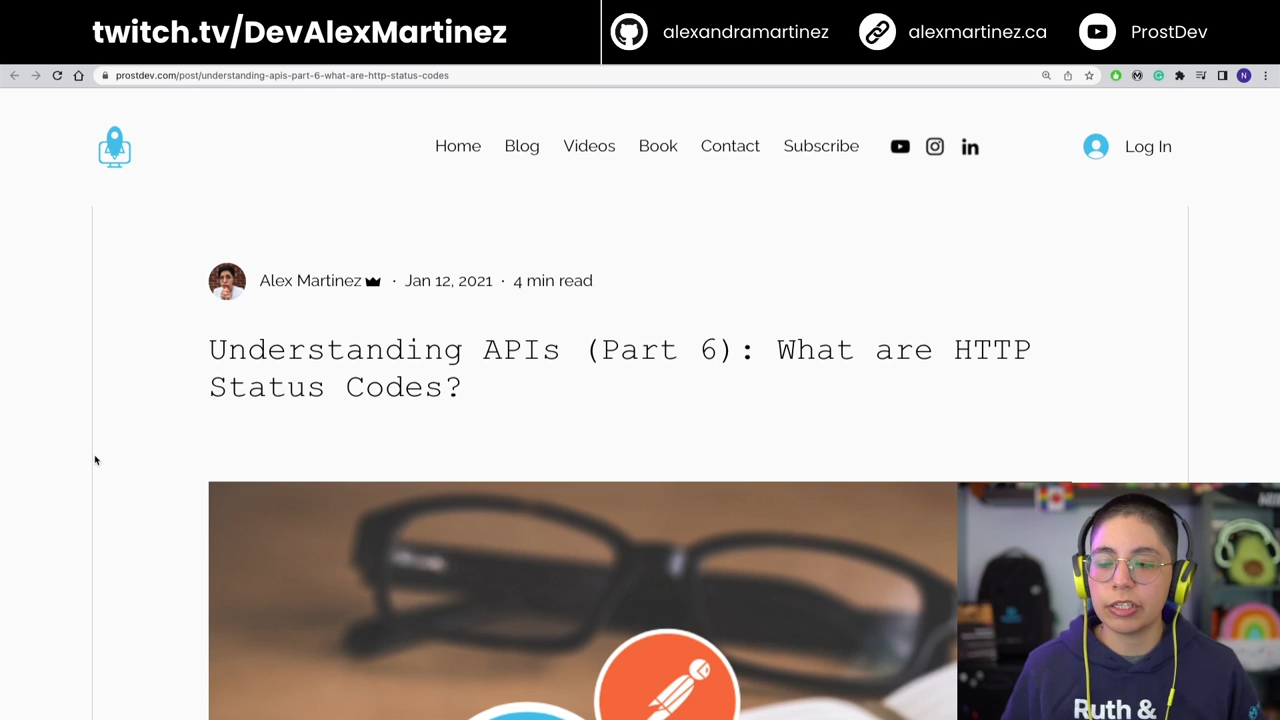 twitch.tv/DevAlexMartinez
alexandramartinez
alexmartinez.ca
ProstDev
prostdev.com/post/understanding-apis-part-6-what-are-http-status-codes
N
Home Blog Videos Book Contact Subscribe
Log In
Alex Martinez · Jan 12, 2021 · 4 min read
Understanding APIs (Part 6): What are HTTP
Status Codes?
Ruth &